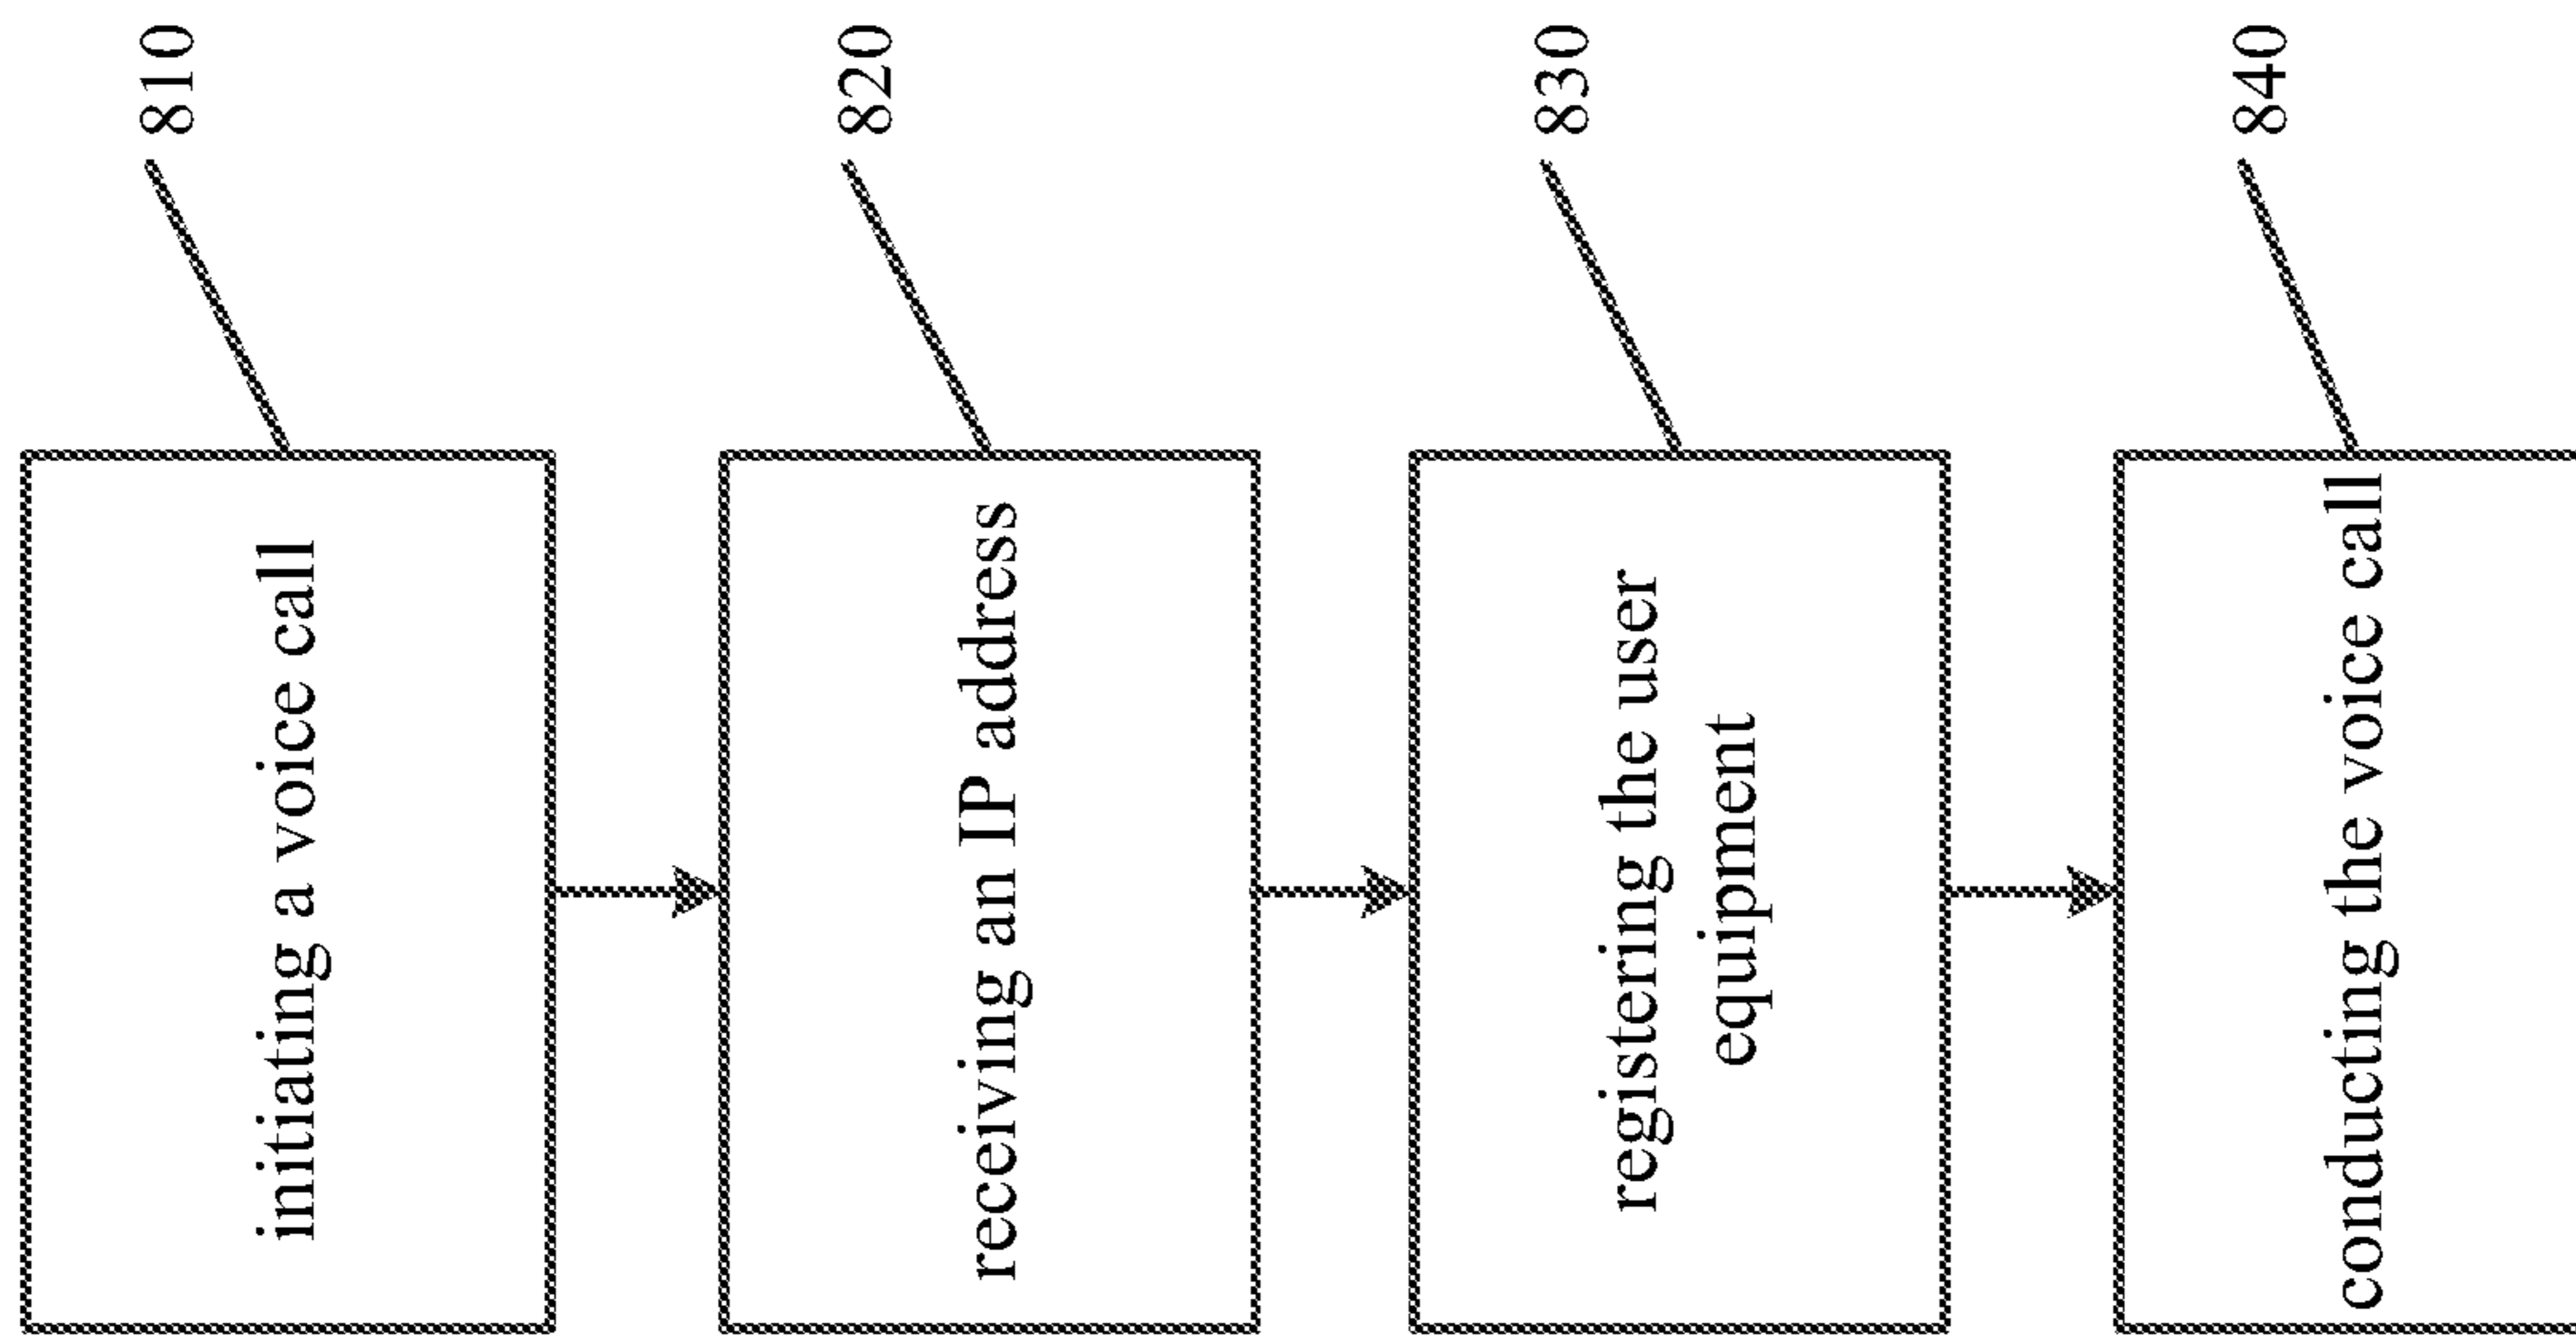 initiating a voice call
810
receiving an IP address
820
registering the user
equipment
830
conducting the voice call
840